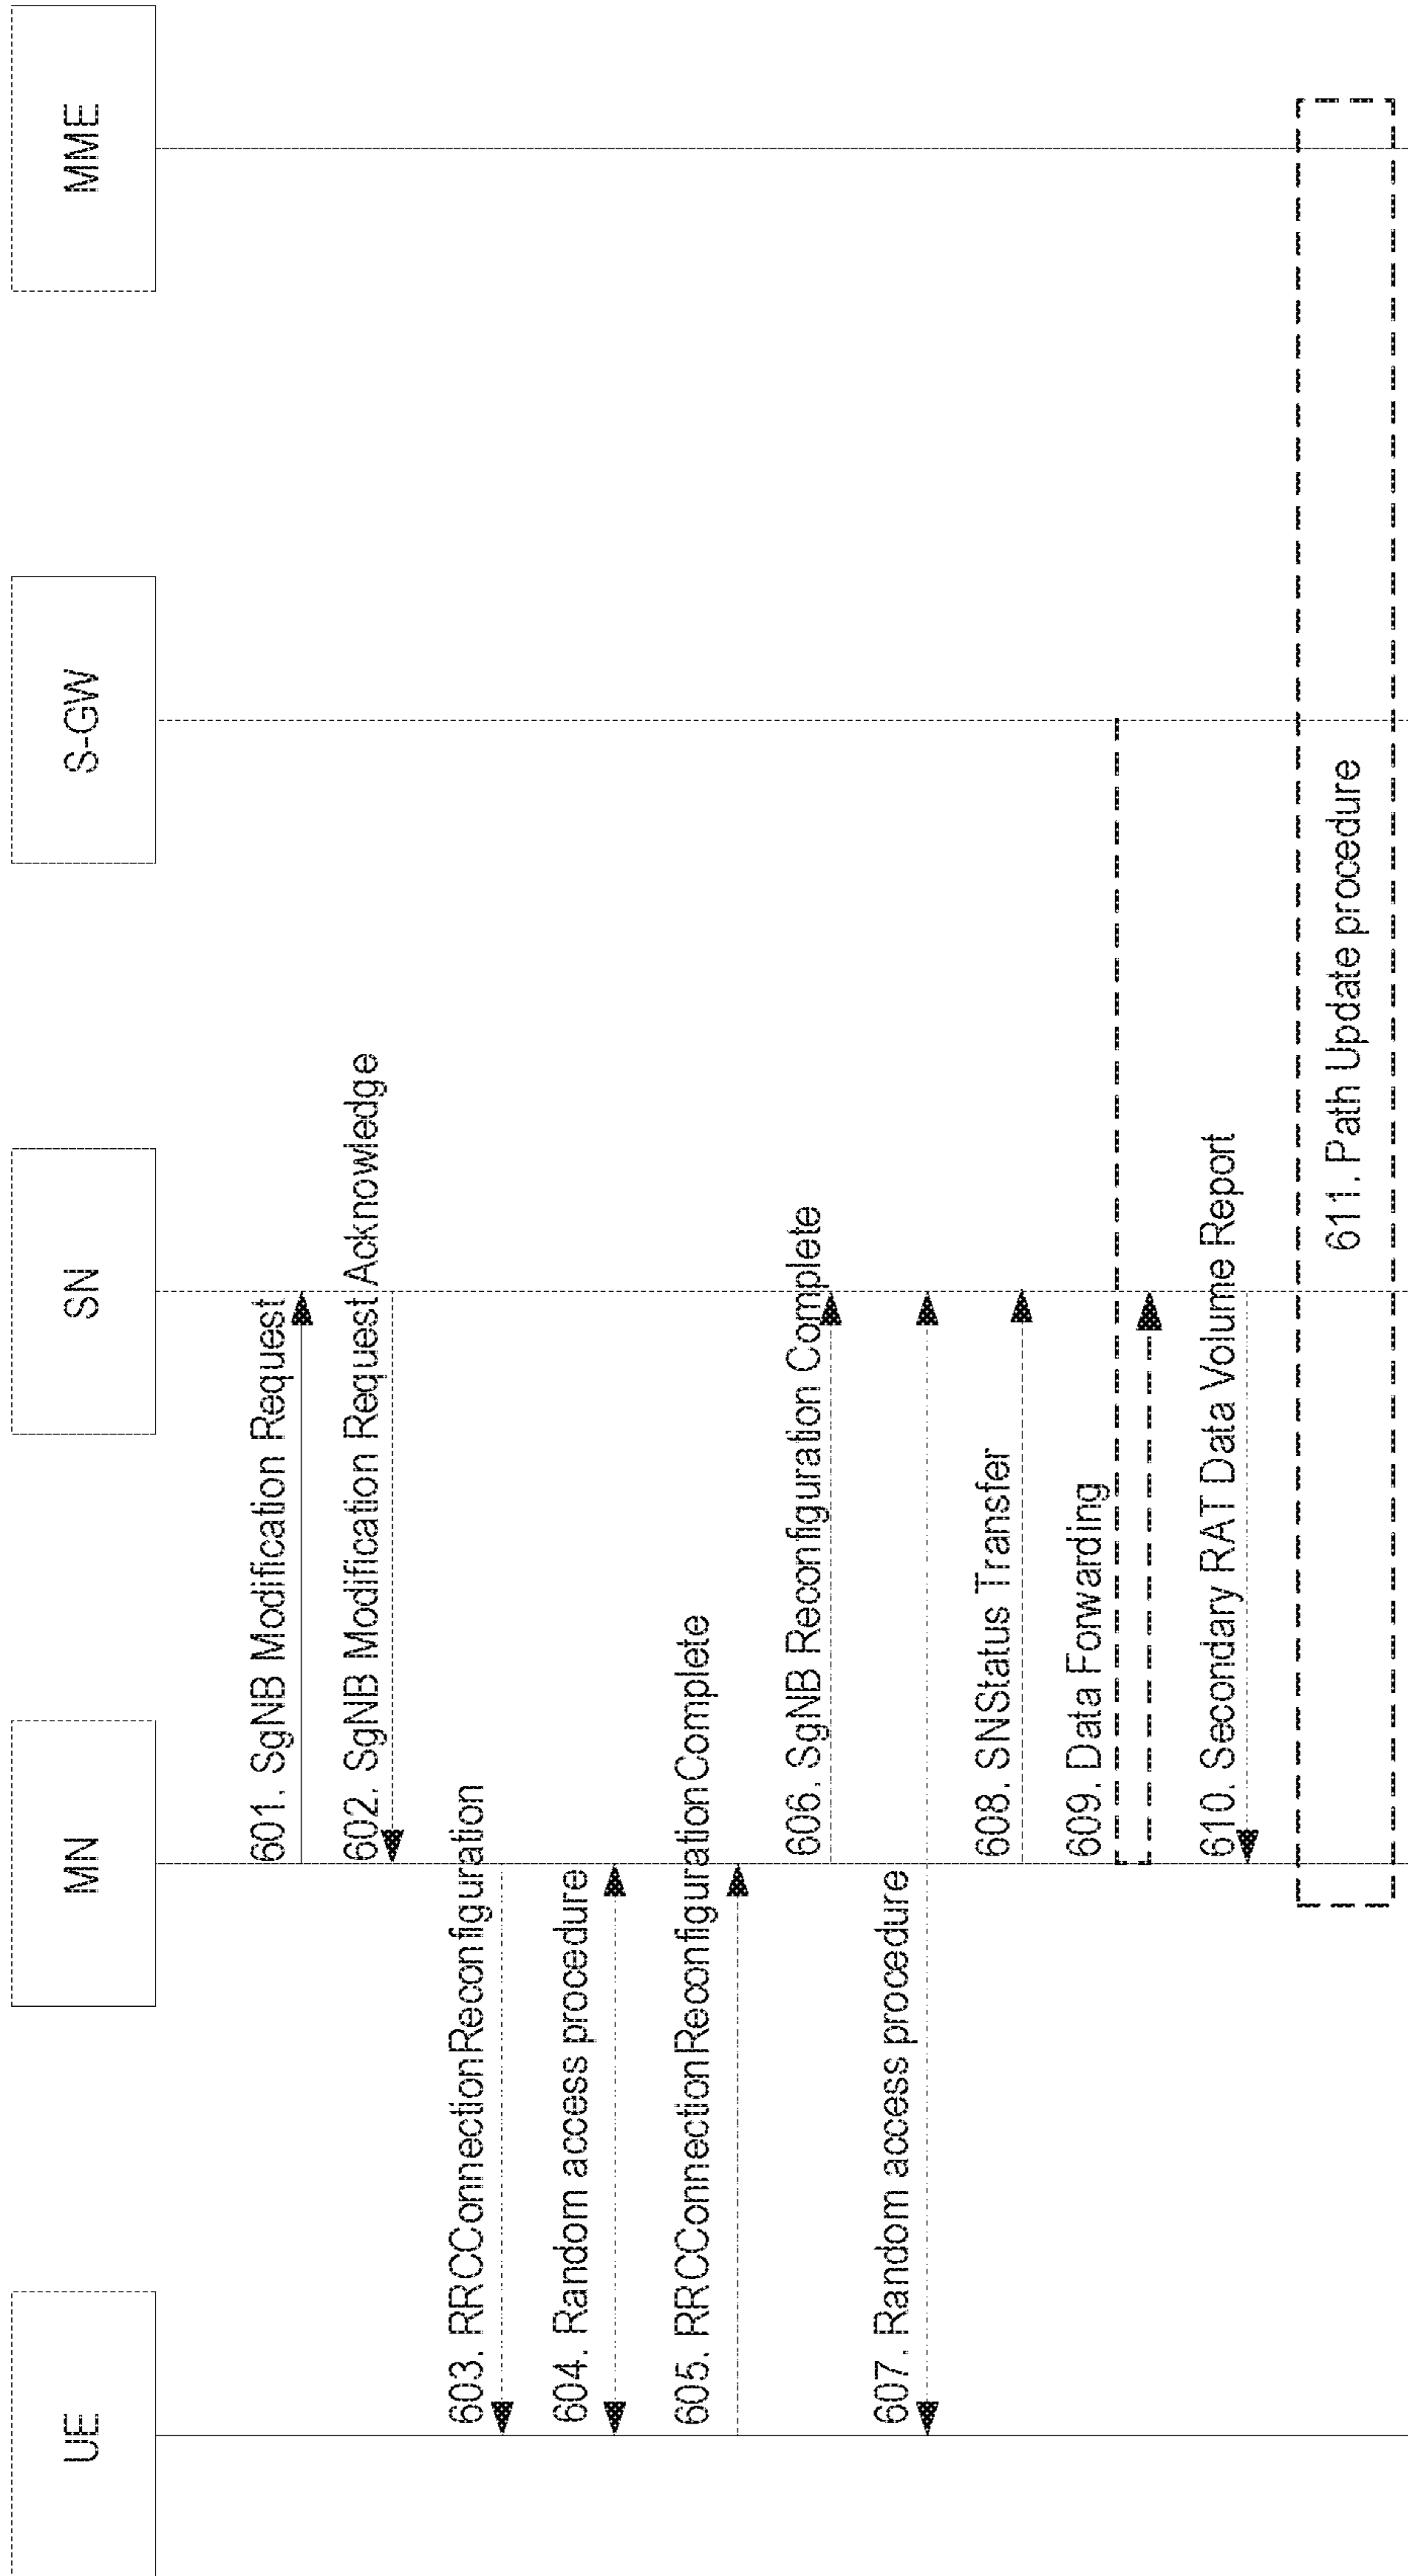 UE
MN
SN
S-GW
MME
601. SgNB Modification Request
602. SgNB Modification Request Acknowledge
603. RRCConnectionReconfiguration
604. Random access procedure
605. RRCConnectionReconfigurationComplete
606. SgNB Reconfiguration Complete
607. Random access procedure
608. SNStatus Transfer
609. Data Forwarding
610. Secondary RAT Data Volume Report
611. Path Update procedure